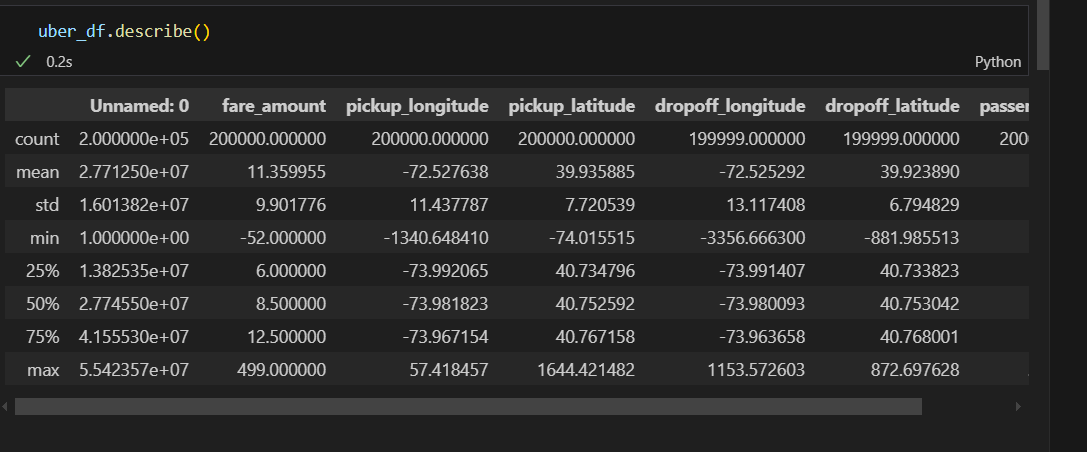 uber_df.describe()
0.2s Python
Unnamed: 0 fare_amount pickup_longitude pickup_latitude dropoff_longitude dropoff_latitude passer
count 2.000000e+05 200000.000000 200000.000000 200000.000000 199999.000000 199999.000000 200
mean 2.771250e+07 11.359955 -72.527638 39.935885 -72.525292 39.923890
std 1.601382e+07 9.901776 11.437787 7.720539 13.117408 6.794829
min 1.000000e+00 -52.000000 -1340.648410 -74.015515 -3356.666300 -881.985513
25% 1.382535e+07 6.000000 -73.992065 40.734796 -73.991407 40.733823
50% 2.774550e+07 8.500000 -73.981823 40.752592 -73.980093 40.753042
75% 4.155530e+07 12.500000 -73.967154 40.767158 -73.963658 40.768001
max 5.542357e+07 499.000000 57.418457 1644.421482 1153.572603 872.697628